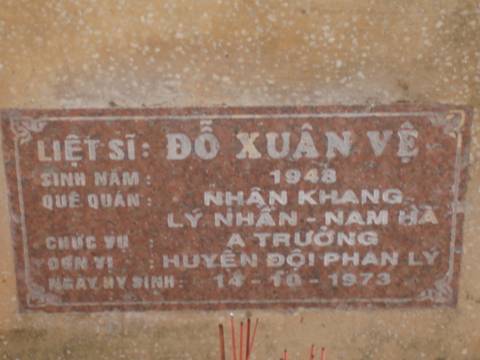 LIỆT SĨ: ĐỖ XUÂN VỆ
SINH NĂM: 1948
QUÊ QUÁN: NHÂN KHANG
LÝ NHÂN - NAM HÀ
CHỨC VỤ : A TRƯỞNG
ĐƠN VỊ : HUYỆN ĐỘI PHAN LÝ
NGÀY HY SINH: 14 - 10 - 1973